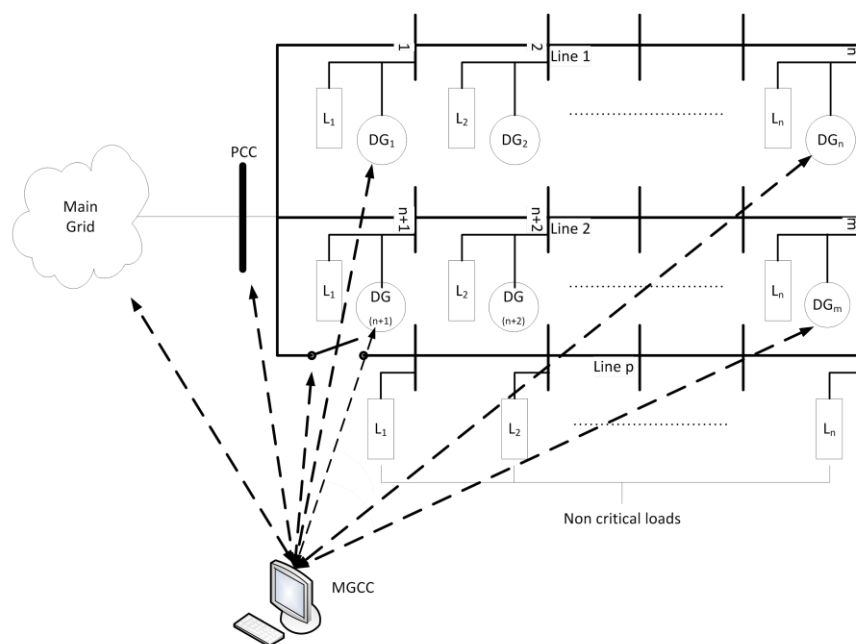 1
2
n
Line 1
L1
L2
Ln
DG1
DG2
DGn
PCC
Main
Grid
n+1
n+2
m
Line 2
L1
L2
Ln
DG
(n+1)
DG
(n+2)
DGm
Line p
L1
L2
Ln
Non critical loads
MGCC